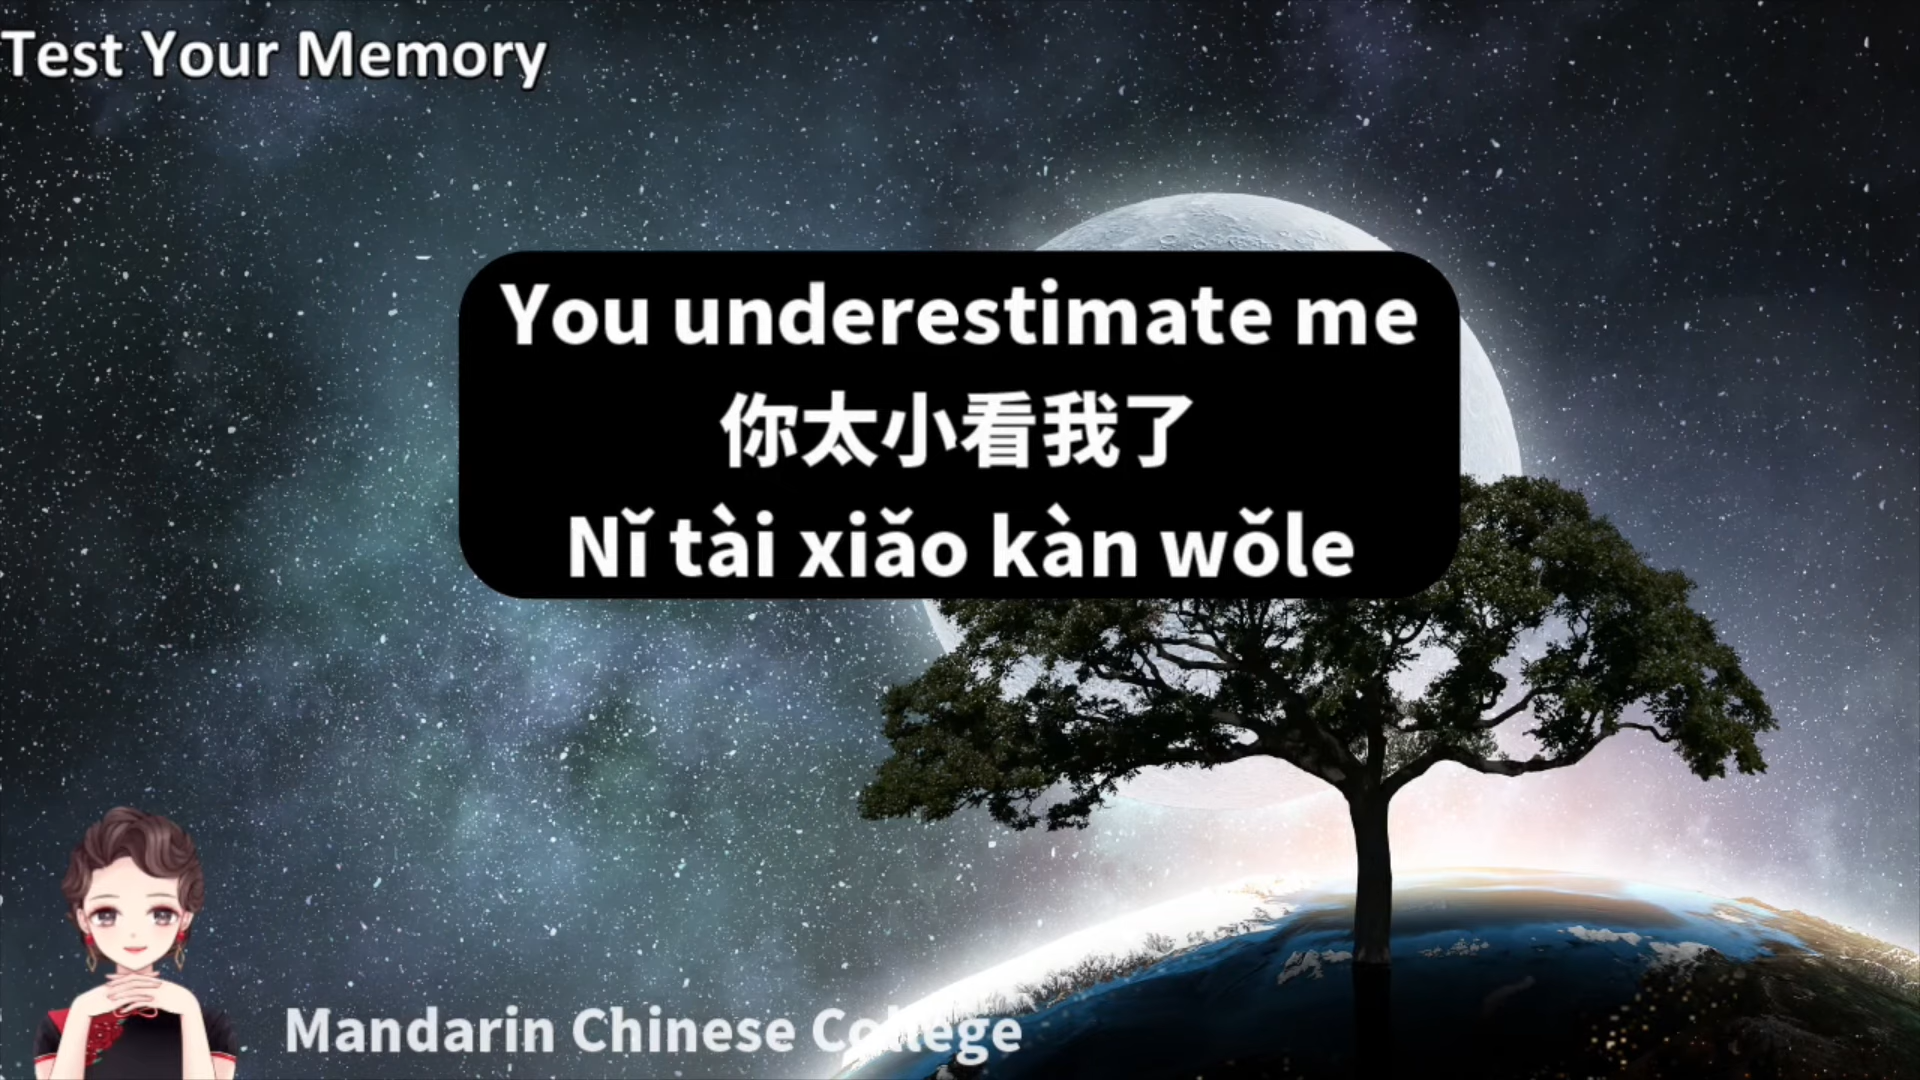 Test Your Memory
You underestimate me
你太小看我了
Nǐ tài xiǎo kàn wǒle
Mandarin Chinese College